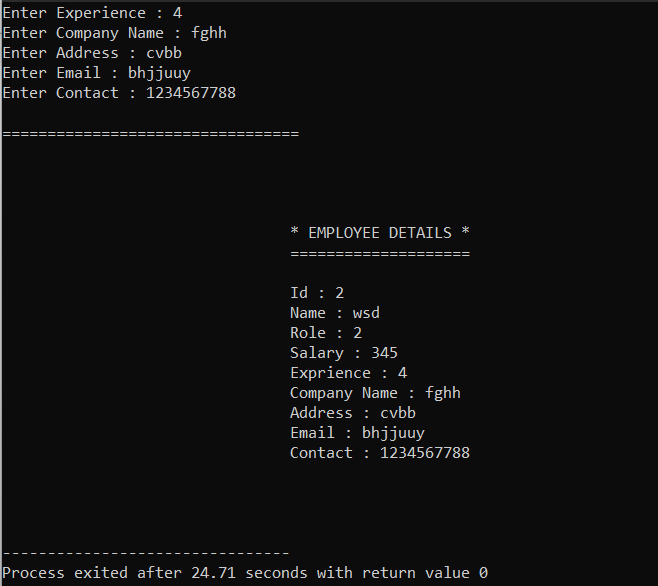 Enter Experience : 4
Enter Company Name : fghh
Enter Address : cvbb
Enter Email : bhjjuuy
Enter Contact : 1234567788
=================================
* EMPLOYEE DETAILS *
====================
Id : 2
Name : wsd
Role : 2
Salary : 345
Exprience : 4
Company Name : fghh
Address : cvbb
Email : bhjjuuy
Contact : 1234567788
--------------------------------
Process exited after 24.71 seconds with return value 0